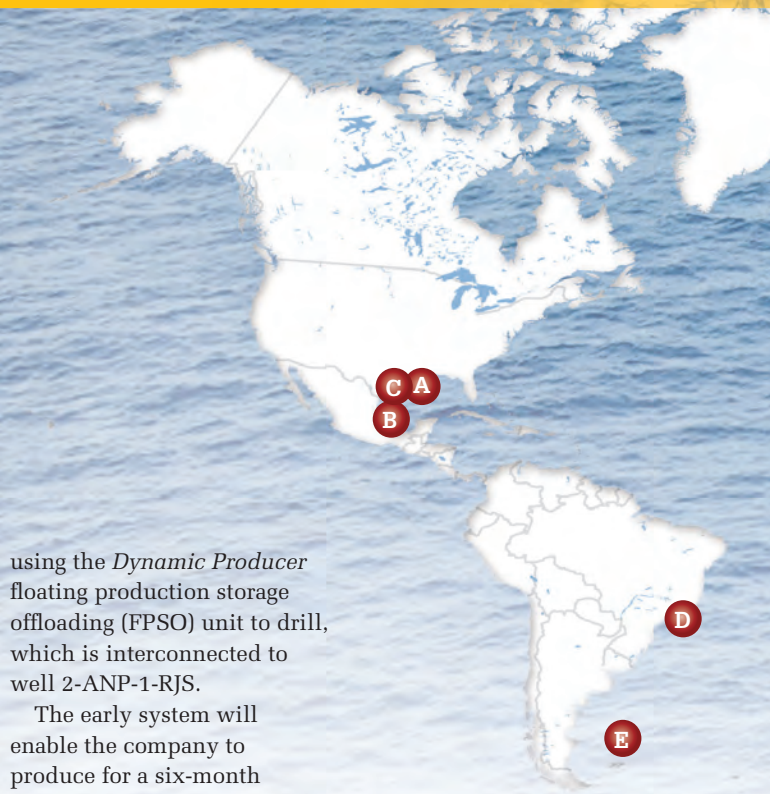 C A
B
D
E
using the Dynamic Producer
floating production storage
offloading (FPSO) unit to drill,
which is interconnected to
well 2-ANP-1-RJS.
The early system will
enable the company to
produce for a six-month